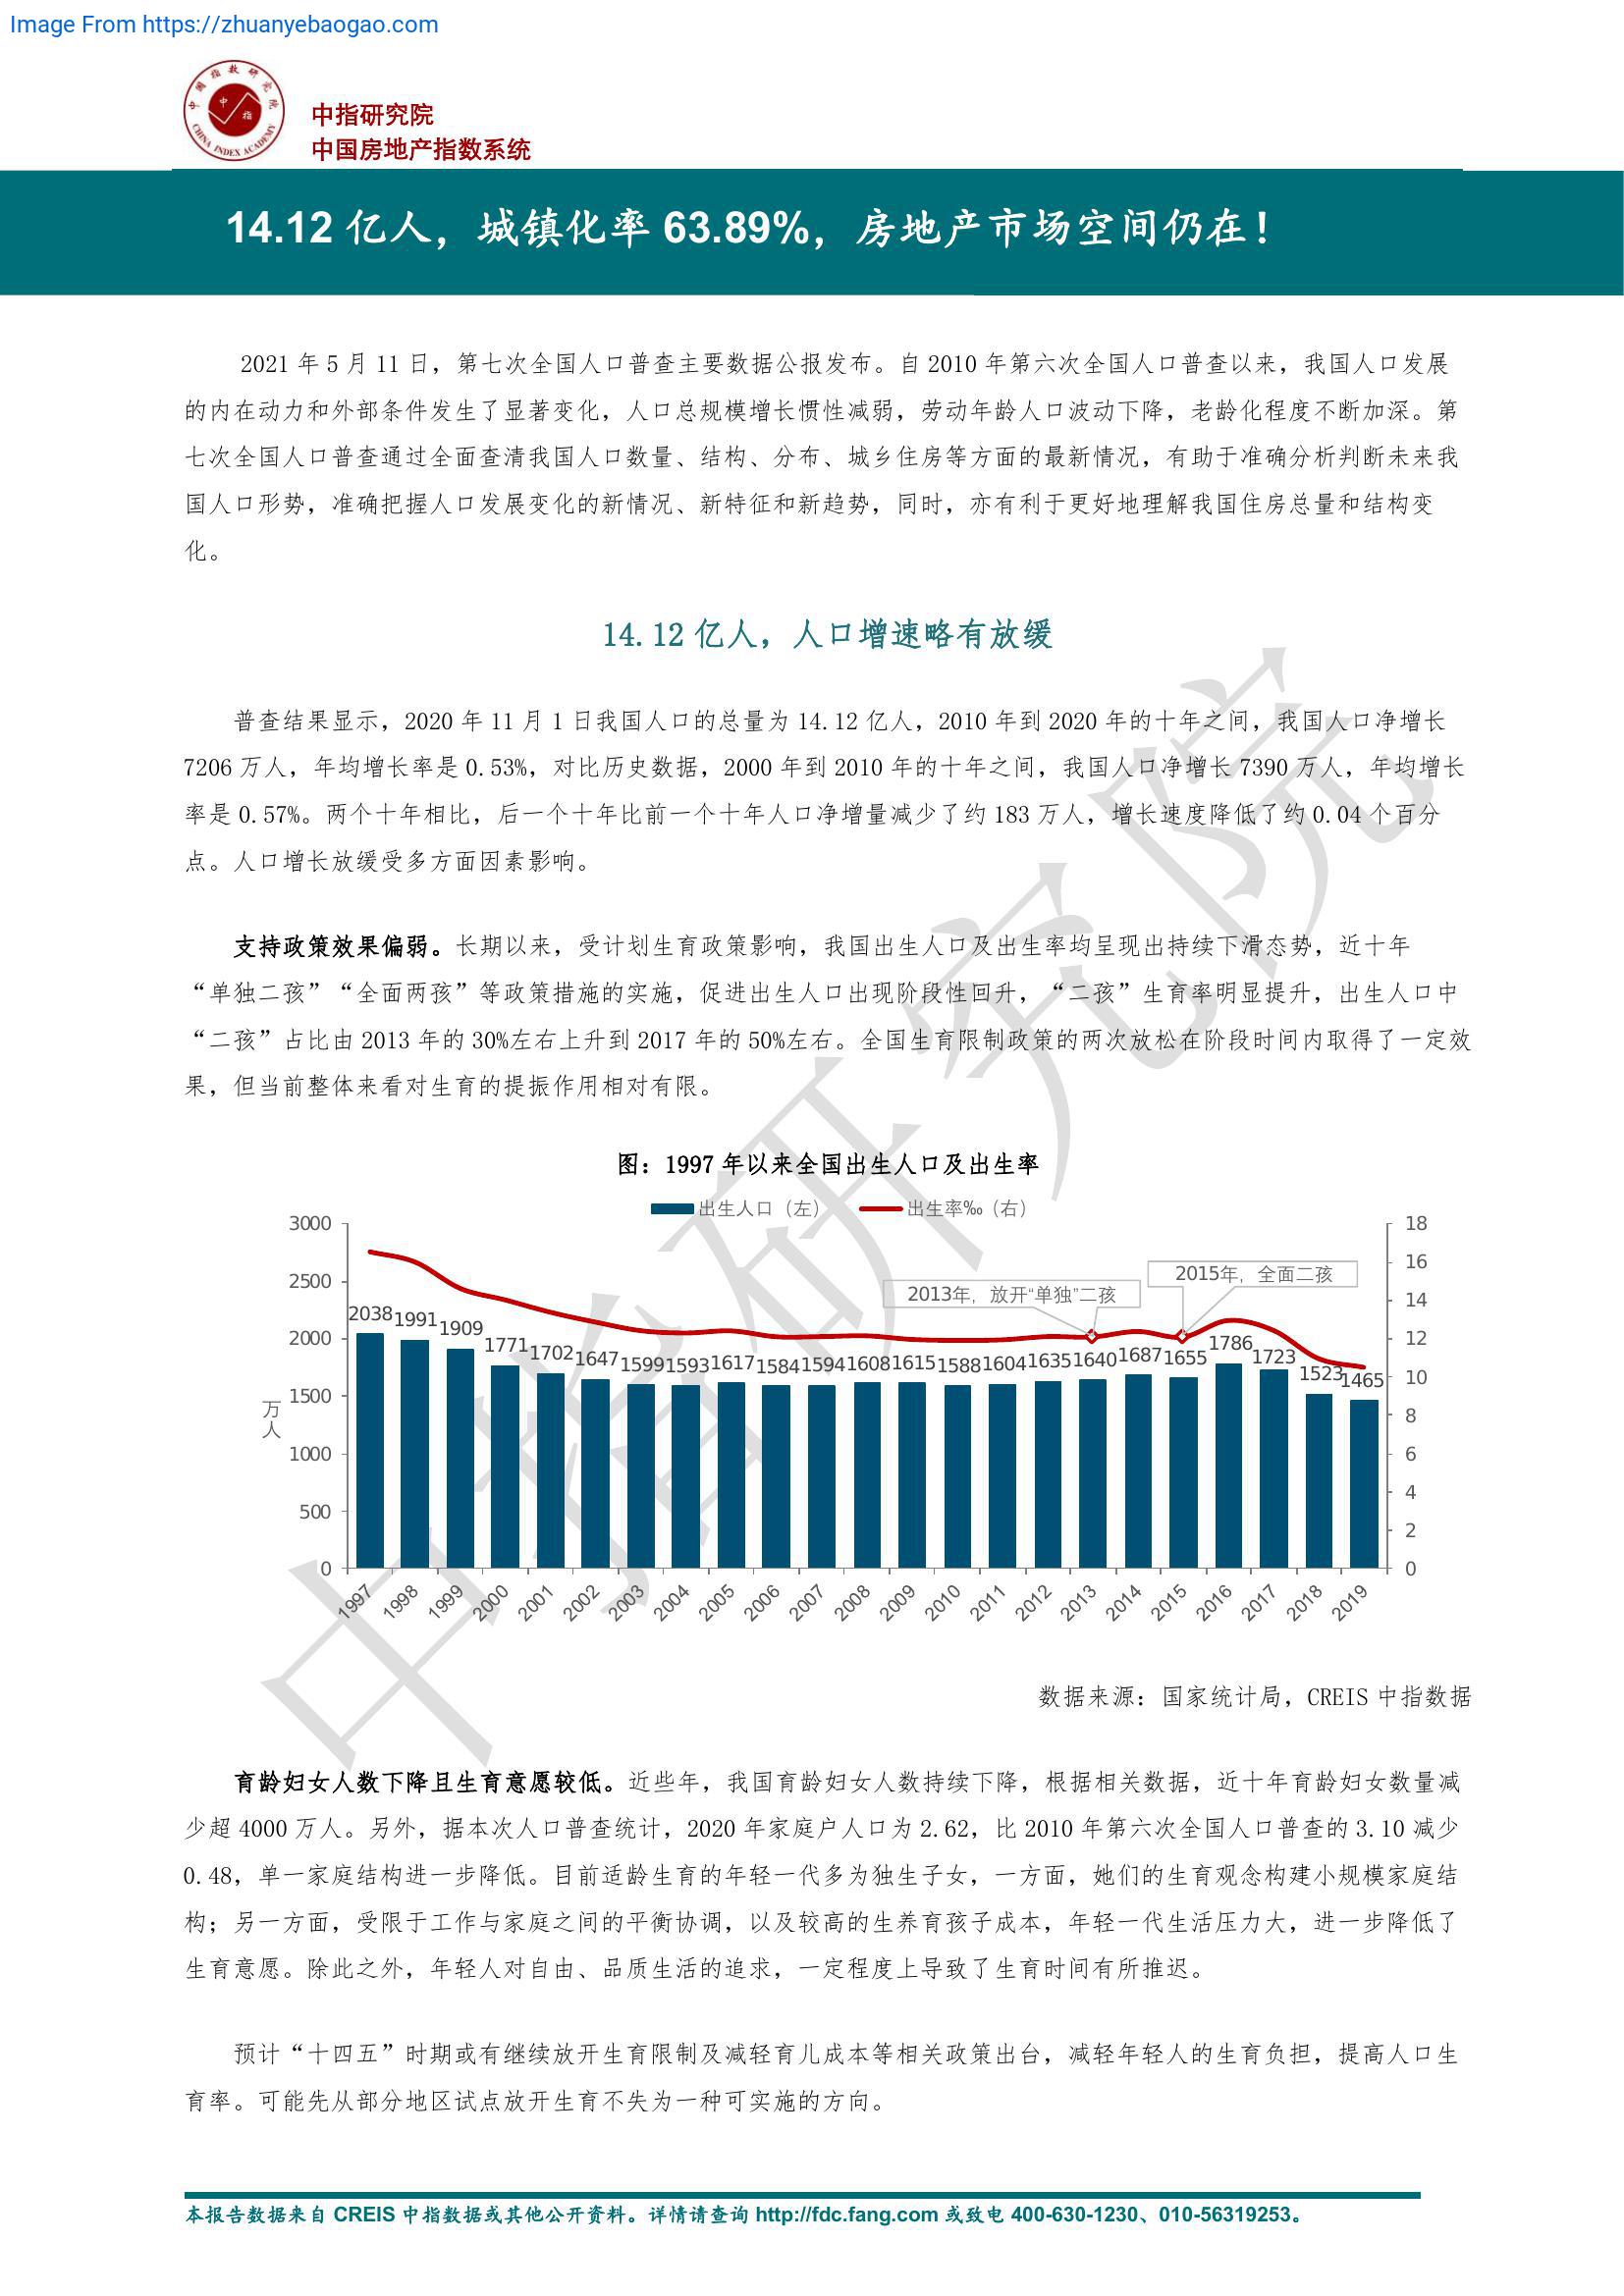 Image From https://zhuanyebaogao.com
中国指数研究院
中
指
CHINA INDEX ACADEMY
中指研究院
中国房地产指数系统
14.12 亿人，城镇化率 63.89%，房地产市场空间仍在！
2021 年 5 月 11 日，第七次全国人口普查主要数据公报发布。自 2010 年第六次全国人口普查以来，我国人口发展
的内在动力和外部条件发生了显著变化，人口总规模增长惯性减弱，劳动年龄人口波动下降，老龄化程度不断加深。第
七次全国人口普查通过全面查清我国人口数量、结构、分布、城乡住房等方面的最新情况，有助于准确分析判断未来我
国人口形势，准确把握人口发展变化的新情况、新特征和新趋势，同时，亦有利于更好地理解我国住房总量和结构变
化。
14.12 亿人，人口增速略有放缓
普查结果显示，2020 年 11 月 1 日我国人口的总量为 14.12 亿人，2010 年到 2020 年的十年之间，我国人口净增长
7206 万人，年均增长率是 0.53%，对比历史数据，2000 年到 2010 年的十年之间，我国人口净增长 7390 万人，年均增长
率是 0.57%。两个十年相比，后一个十年比前一个十年人口净增量减少了约 183 万人，增长速度降低了约 0.04 个百分
点。人口增长放缓受多方面因素影响。
支持政策效果偏弱。长期以来，受计划生育政策影响，我国出生人口及出生率均呈现出持续下滑态势，近十年
“单独二孩”“全面两孩”等政策措施的实施，促进出生人口出现阶段性回升，“二孩”生育率明显提升，出生人口中
“二孩”占比由 2013 年的 30%左右上升到 2017 年的 50%左右。全国生育限制政策的两次放松在阶段时间内取得了一定效
果，但当前整体来看对生育的提振作用相对有限。
图：1997 年以来全国出生人口及出生率
出生人口（左） 出生率‰（右）
3000 18
16
2500 2015年，全面二孩
14
2013年，放开“单独”二孩
2000 12
2038 1991 1909 1771 1702 1647 1599 1593 1617 1584 1594 1608 1615 1588 1604 1635 1640 1687 1655 1786 1723 1523 1465
10
1500
万人
8
1000 6
4
500
2
0 0
1997 1998 1999 2000 2001 2002 2003 2004 2005 2006 2007 2008 2009 2010 2011 2012 2013 2014 2015 2016 2017 2018 2019
数据来源：国家统计局，CREIS 中指数据
育龄妇女人数下降且生育意愿较低。近些年，我国育龄妇女人数持续下降，根据相关数据，近十年育龄妇女数量减
少超 4000 万人。另外，据本次人口普查统计，2020 年家庭户人口为 2.62，比 2010 年第六次全国人口普查的 3.10 减少
0.48，单一家庭结构进一步降低。目前适龄生育的年轻一代多为独生子女，一方面，她们的生育观念构建小规模家庭结
构；另一方面，受限于工作与家庭之间的平衡协调，以及较高的生养育孩子成本，年轻一代生活压力大，进一步降低了
生育意愿。除此之外，年轻人对自由、品质生活的追求，一定程度上导致了生育时间有所推迟。
预计“十四五”时期或有继续放开生育限制及减轻育儿成本等相关政策出台，减轻年轻人的生育负担，提高人口生
育率。可能先从部分地区试点放开生育不失为一种可实施的方向。
中指研究院
本报告数据来自 CREIS 中指数据或其他公开资料。详情请查询 http://fdc.fang.com 或致电 400-630-1230、010-56319253。